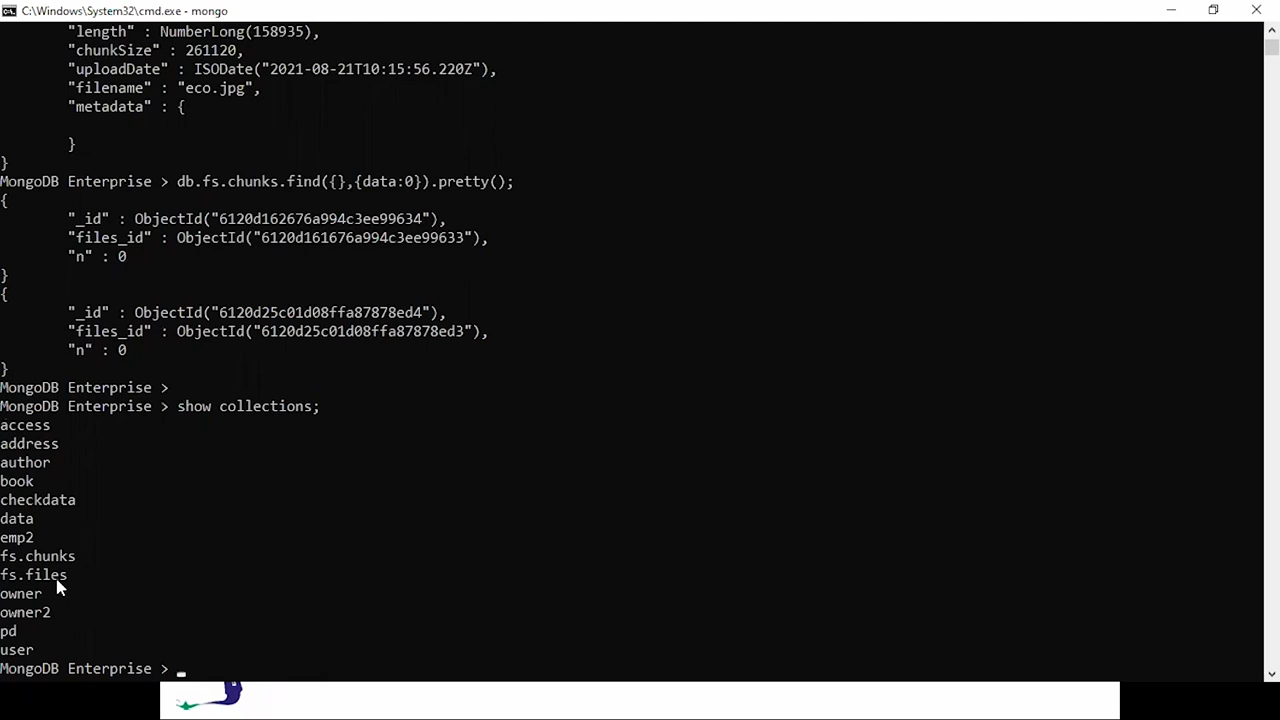 C:\Windows\System32\cmd.exe - mongo
"length" : NumberLong(158935),
"chunkSize" : 261120,
"uploadDate" : ISODate("2021-08-21T10:15:56.220Z"),
"filename" : "eco.jpg",
"metadata" : {
}
}
MongoDB Enterprise > db.fs.chunks.find({},{data:0}).pretty();
{
"_id" : ObjectId("6120d162676a994c3ee99634"),
"files_id" : ObjectId("6120d161676a994c3ee99633"),
"n" : 0
}
{
"_id" : ObjectId("6120d25c01d08ffa87878ed4"),
"files_id" : ObjectId("6120d25c01d08ffa87878ed3"),
"n" : 0
}
MongoDB Enterprise >
MongoDB Enterprise > show collections;
access
address
author
book
checkdata
data
emp2
fs.chunks
fs.files
owner
owner2
pd
user
MongoDB Enterprise >